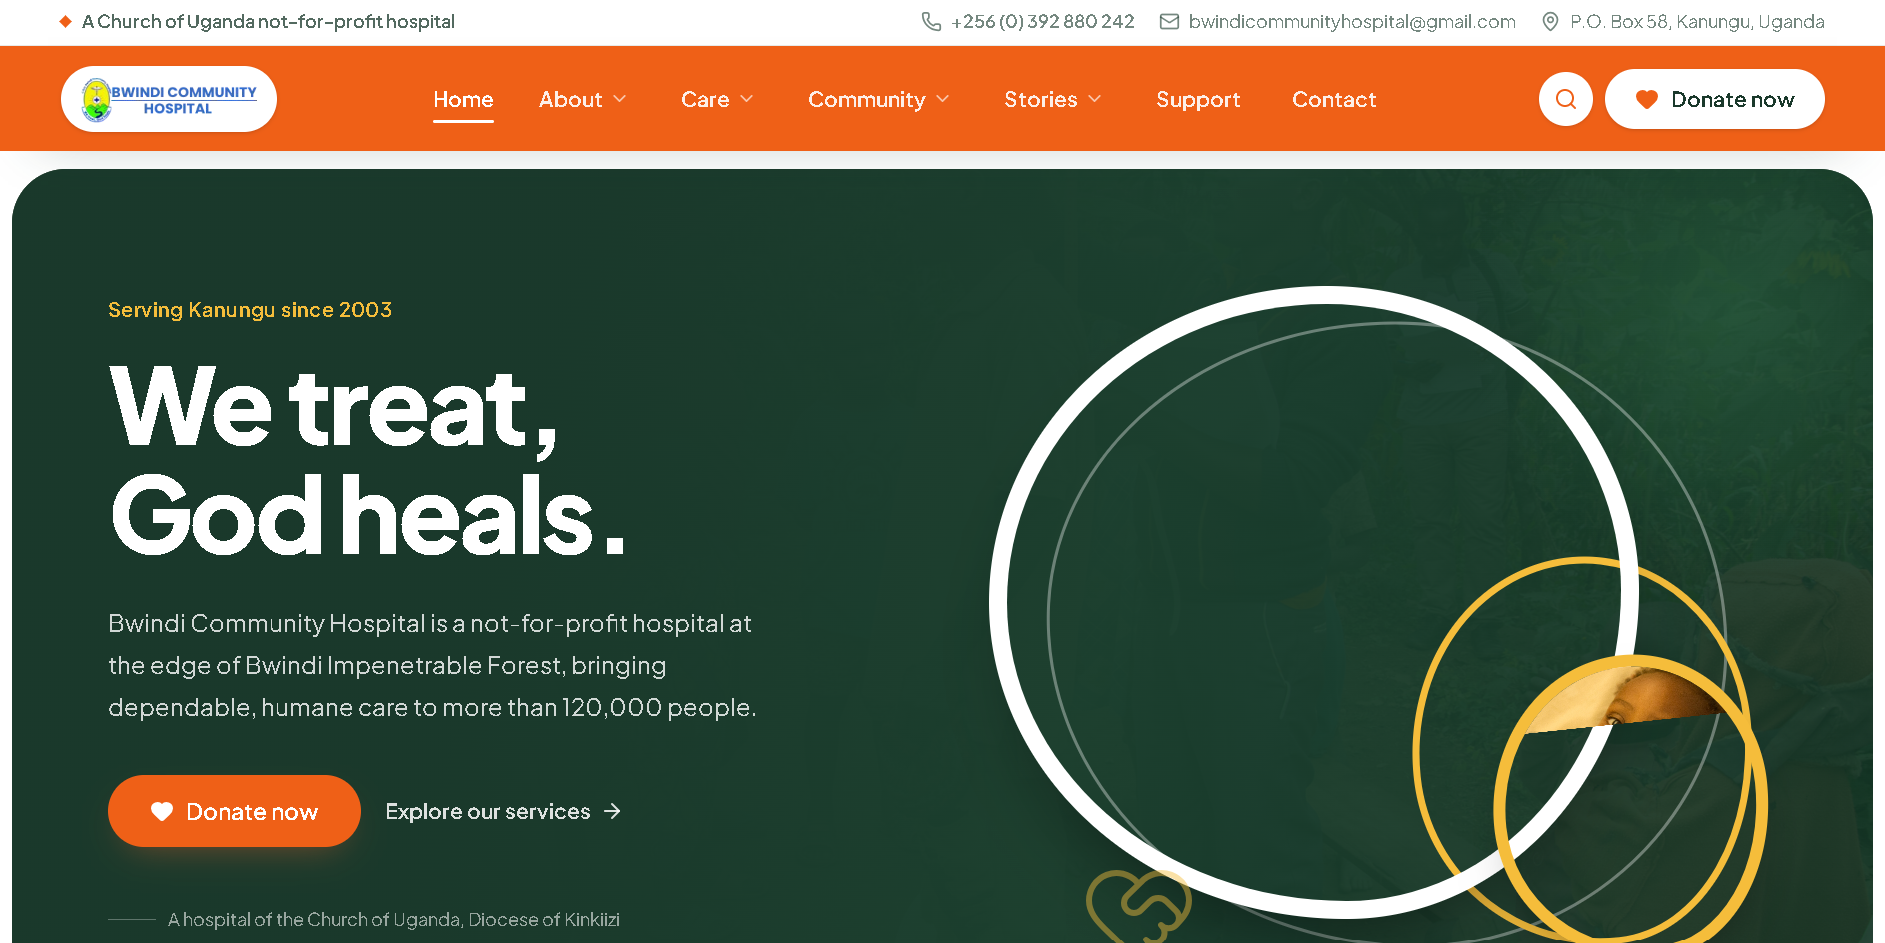 A Church of Uganda not-for-profit hospital
+256 (0) 392 880 242
bwindicommunityhospital@gmail.com
P.O. Box 58, Kanungu, Uganda
BWINDI COMMUNITY
HOSPITAL
Home
About
Care
Community
Stories
Support
Contact
Donate now
Serving Kanungu since 2003
We treat,
God heals.
Bwindi Community Hospital is a not-for-profit hospital at
the edge of Bwindi Impenetrable Forest, bringing
dependable, humane care to more than 120,000 people.
Donate now
Explore our services
A hospital of the Church of Uganda, Diocese of Kinkiizi